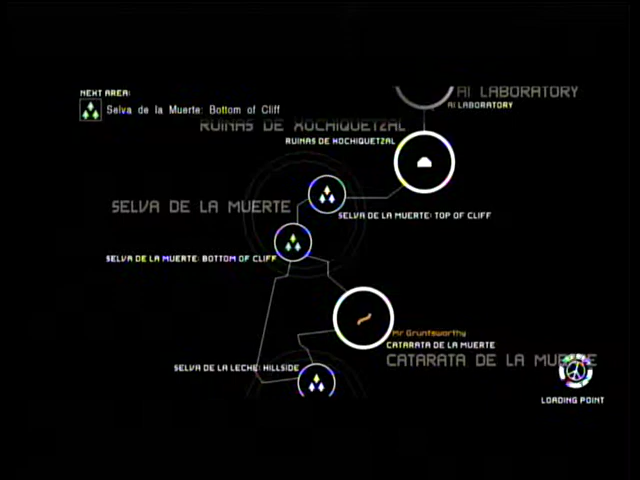 NEXT AREA:
Selva de la Muerte: Bottom of Cliff
AI LABORATORY
AI LABORATORY
RUINAS DE XOCHIQUETZAL
RUINAS DE XOCHIQUETZAL
SELVA DE LA MUERTE
SELVA DE LA MUERTE: TOP OF CLIFF
SELVA DE LA MUERTE: BOTTOM OF CLIFF
Mr Gruntsworthy
CATARATA DE LA MUERTE
CATARATA DE LA MUERTE
SELVA DE LA LECHE: HILLSIDE
LOADING POINT